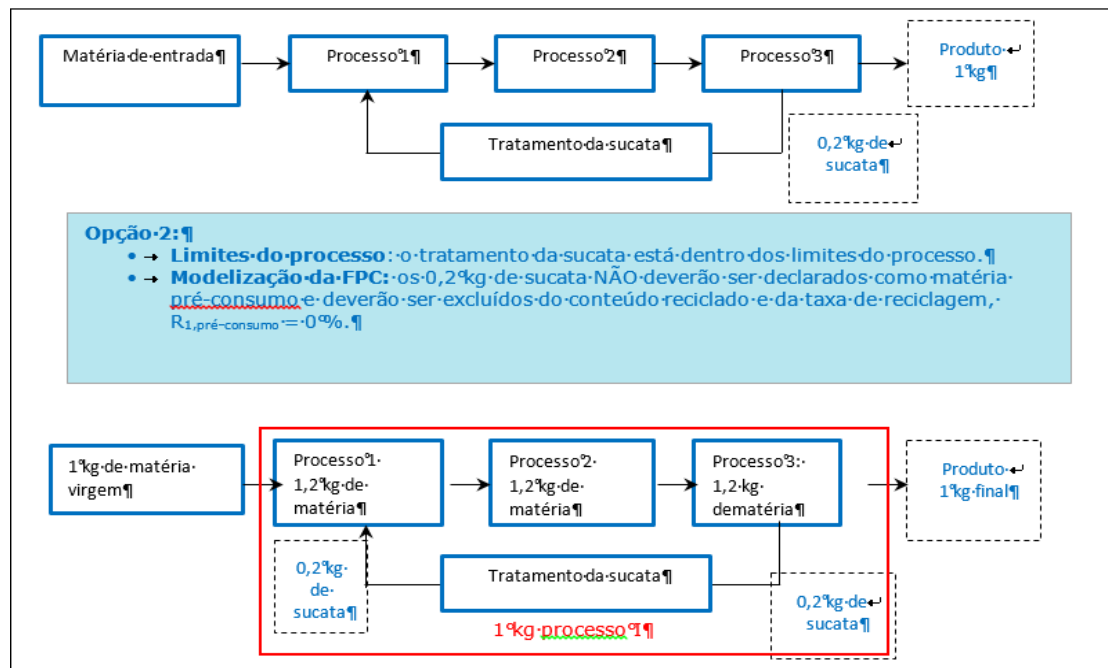 Matéria de entrada¶
Processo°1¶
Processo°2¶
Processo°3¶
Produto ↵
1°kg¶
Tratamento da sucata¶
0,2°kg de↵
sucata¶
Opção·2:¶
• → Limites·do·processo: o·tratamento·da·sucata·está·dentro·dos·limites·do·processo.¶
• → Modelização·da·FPC: os·0,2°kg·de·sucata·NÃO·deverão·ser·declarados·como·matéria·
pré-consumo·e·deverão·ser·excluídos·do·conteúdo·reciclado·e·da·taxa·de·reciclagem,·
R1,pré-consumo·=·0°%.¶
1°kg·de·matéria·
virgem¶
Processo°1·
1,2°kg·de·
matéria¶
Processo°2·
1,2°kg·de·
matéria¶
Processo°3:·
1,2·kg·
dematéria¶
Produto·↵
1°kg·final¶
0,2°kg·
de·
sucata¶
Tratamento·da·sucata¶
0,2°kg·de↵
sucata¶
1°kg·processo°I¶